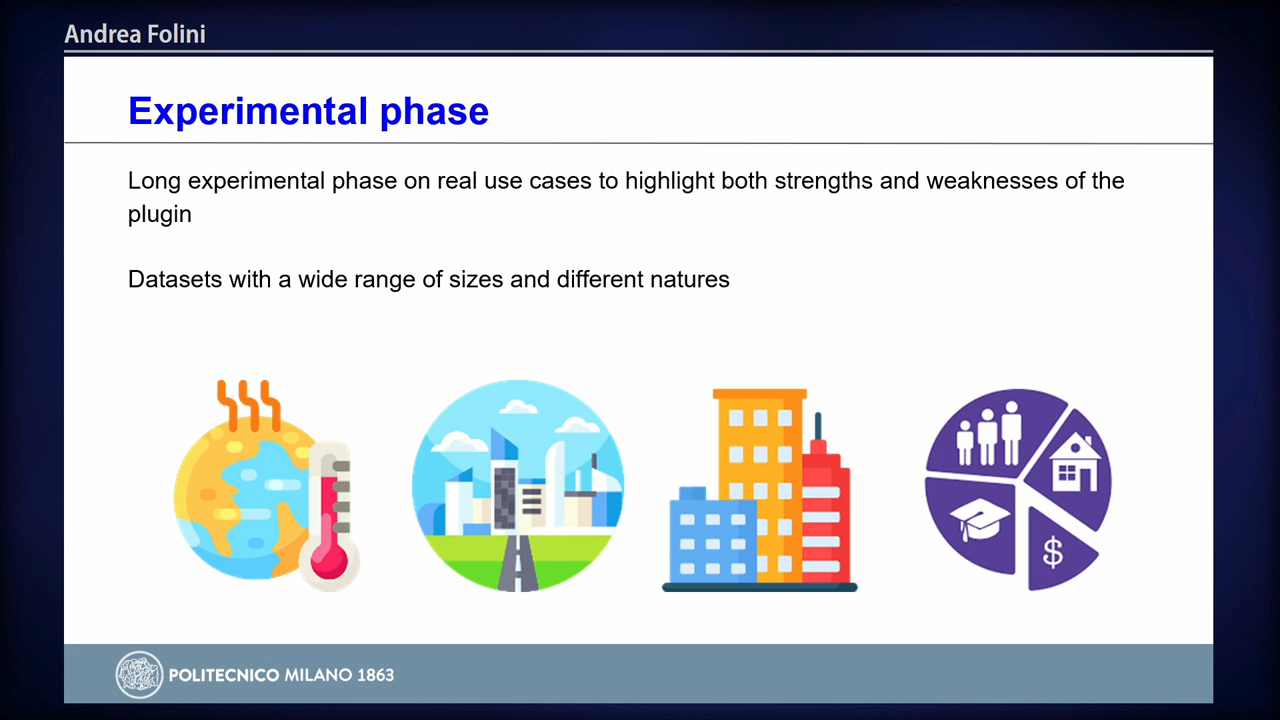 Andrea Folini
Experimental phase
Long experimental phase on real use cases to highlight both strengths and weaknesses of the
plugin
Datasets with a wide range of sizes and different natures
$
POLITECNICO MILANO 1863